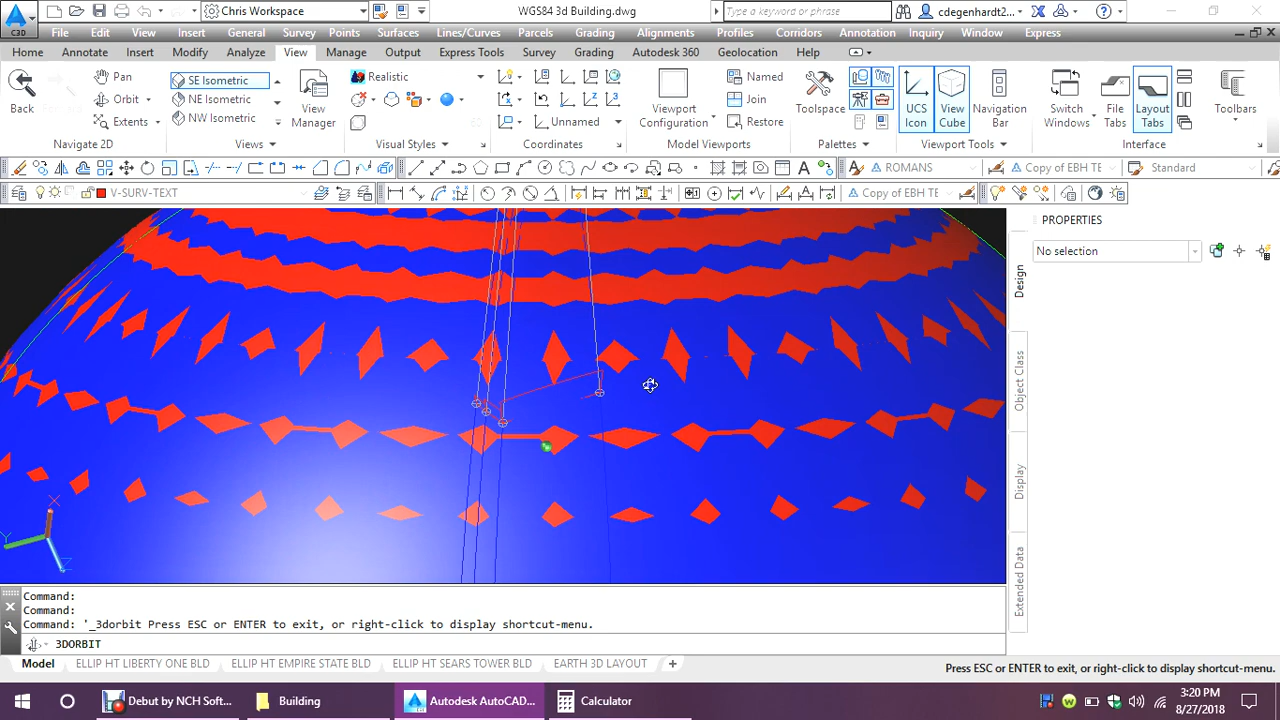 Chris Workspace WGS84 3d Building.dwg Type a keyword or phrase cdegenhardt2...
C3D File Edit View Insert General Survey Points Surfaces Lines/Curves Parcels Grading Alignments Profiles Corridors Annotation Inquiry Window Express
Home Annotate Insert Modify Analyze View Manage Output Express Tools Survey Grading Autodesk 360 Geolocation Help
Back
Pan
Orbit
Extents
Navigate 2D
SE Isometric
NE Isometric
NW Isometric
View
Manager
Views
Realistic
Visual Styles
Unnamed
Coordinates
Viewport
Configuration
Named
Join
Restore
Model Viewports
Toolspace
Palettes
UCS
Icon
View
Cube
Navigation
Bar
Viewport Tools
Switch
Windows
File
Tabs
Layout
Tabs
Interface
Toolbars
ROMANS Copy of EBH TE Standard
V-SURV-TEXT Copy of EBH TE
PROPERTIES
No selection
Design
Object Class
Display
Extended Data
X
Y
Z
Command:
Command:
Command: '_3dorbit Press ESC or ENTER to exit, or right-click to display shortcut-menu.
3DORBIT
Model ELLIP HT LIBERTY ONE BLD ELLIP HT EMPIRE STATE BLD ELLIP HT SEARS TOWER BLD EARTH 3D LAYOUT
Press ESC or ENTER to exit, or right-click to display shortcut-menu.
Debut by NCH Soft... Building Autodesk AutoCAD... Calculator
3:20 PM
8/27/2018